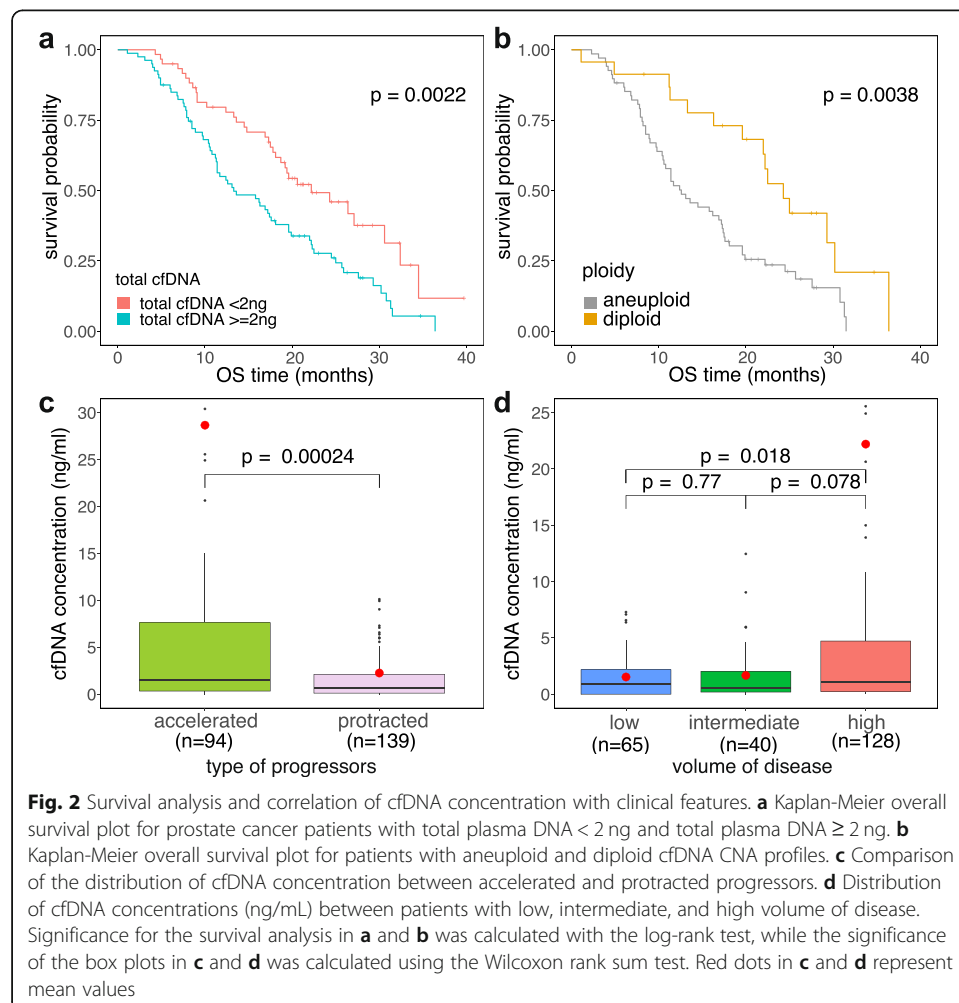 a
1.00
0.75
0.50
0.25
0.00
survival probability
p = 0.0022
total cfDNA
total cfDNA <2ng
total cfDNA >=2ng
0 10 20 30 40
OS time (months)
b
1.00
0.75
0.50
0.25
0.00
survival probability
p = 0.0038
ploidy
aneuploid
diploid
0 10 20 30 40
OS time (months)
c
30
25
20
15
10
5
0
cfDNA concentration (ng/ml)
p = 0.00024
accelerated protracted
(n=94) (n=139)
type of progressors
d
25
20
15
10
5
0
cfDNA concentration (ng/ml)
p = 0.018
p = 0.77 p = 0.078
low intermediate high
(n=65) (n=40) (n=128)
volume of disease
Fig. 2 Survival analysis and correlation of cfDNA concentration with clinical features. a Kaplan-Meier overall
survival plot for prostate cancer patients with total plasma DNA < 2 ng and total plasma DNA ≥ 2 ng. b
Kaplan-Meier overall survival plot for patients with aneuploid and diploid cfDNA CNA profiles. c Comparison
of the distribution of cfDNA concentration between accelerated and protracted progressors. d Distribution
of cfDNA concentrations (ng/mL) between patients with low, intermediate, and high volume of disease.
Significance for the survival analysis in a and b was calculated with the log-rank test, while the significance
of the box plots in c and d was calculated using the Wilcoxon rank sum test. Red dots in c and d represent
mean values